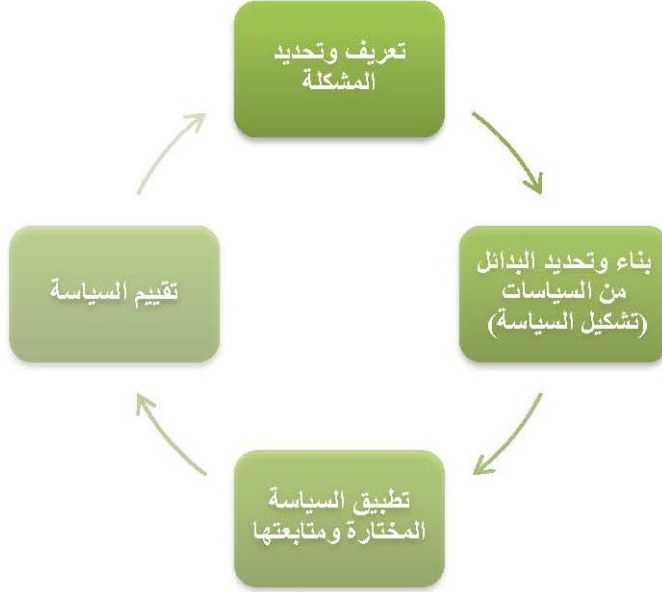 تعريف وتحديد
المشكلة
بناء وتحديد البدائل
من السياسات
(تشكيل السياسة)
تطبيق السياسة
المختارة ومتابعتها
تقييم السياسة